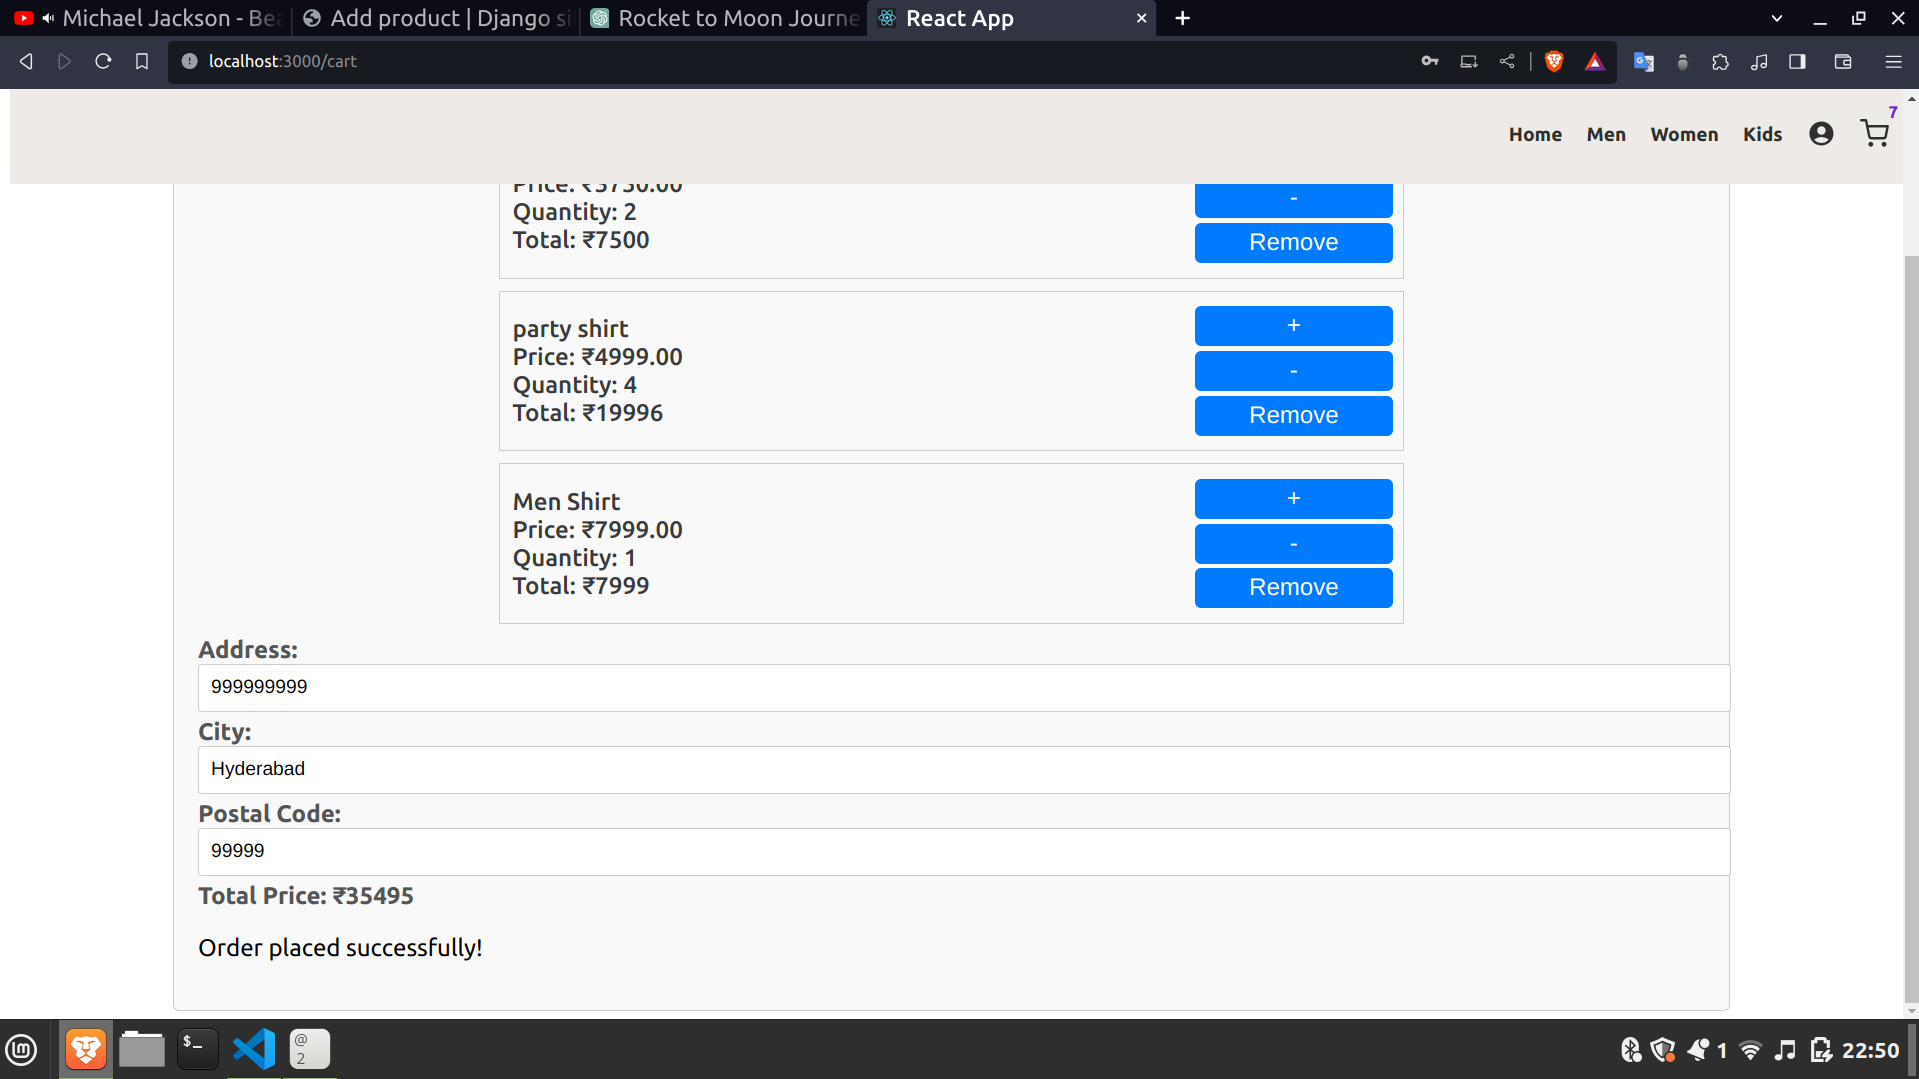 Michael Jackson - Bea
Add product | Django si
Rocket to Moon Journe
React App
localhost:3000/cart
7
Home
Men
Women
Kids
Price: ₹3750.00
Quantity: 2
Total: ₹7500
-
Remove
party shirt
Price: ₹4999.00
Quantity: 4
Total: ₹19996
+
-
Remove
Men Shirt
Price: ₹7999.00
Quantity: 1
Total: ₹7999
+
-
Remove
Address:
999999999
City:
Hyderabad
Postal Code:
99999
Total Price: ₹35495
Order placed successfully!
$_
@
2
1
22:50